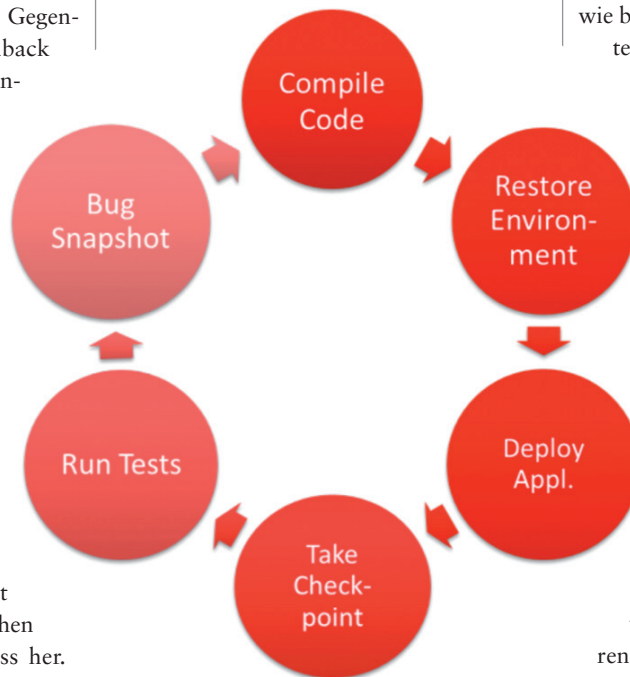 Gegen-
back
n-
wie b
te
Compile
Code
Restore
Environ-
ment
Deploy
Appl.
Take
Check-
point
Run Tests
Bug
Snapshot
t
hen
ss her.
ren